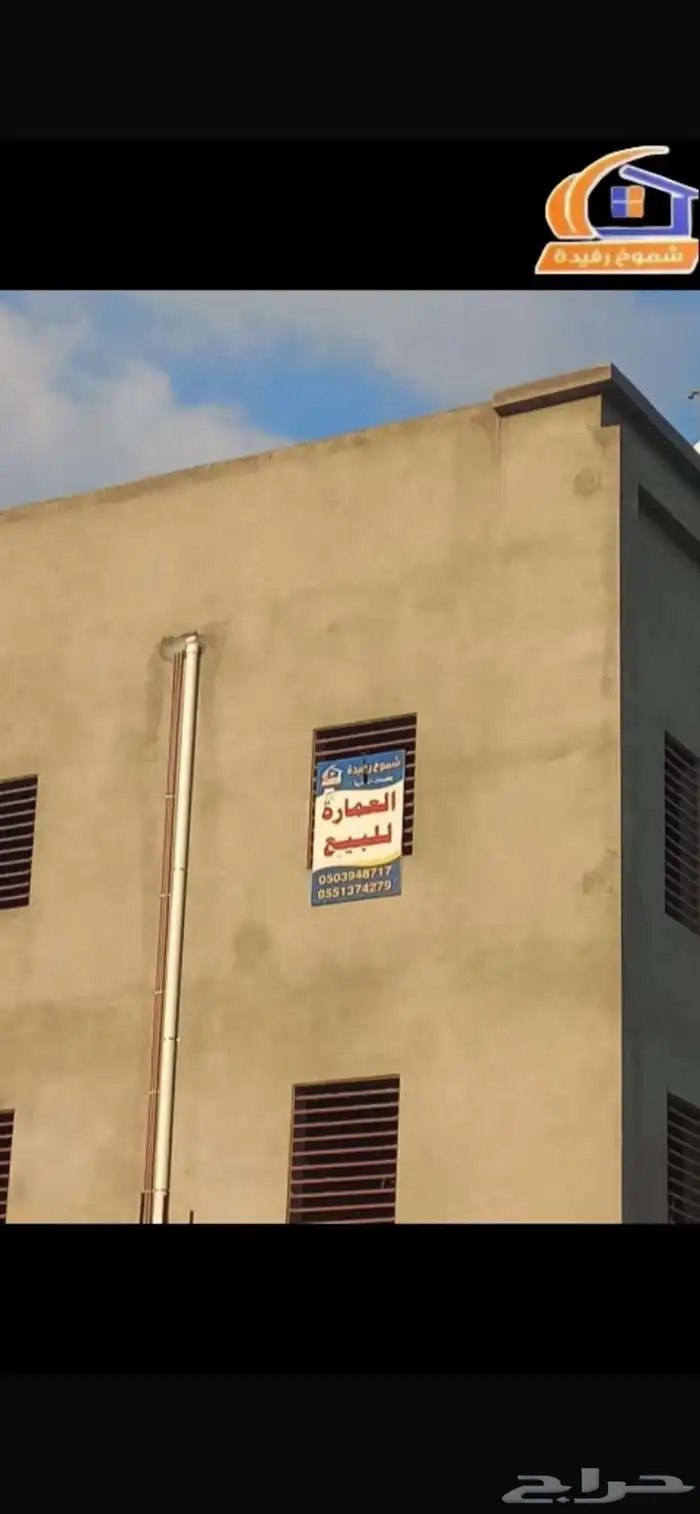 شموخ رفيدة
شموخ رفيدة
العمارة
للبيع
0503948717
0551374279
حراج